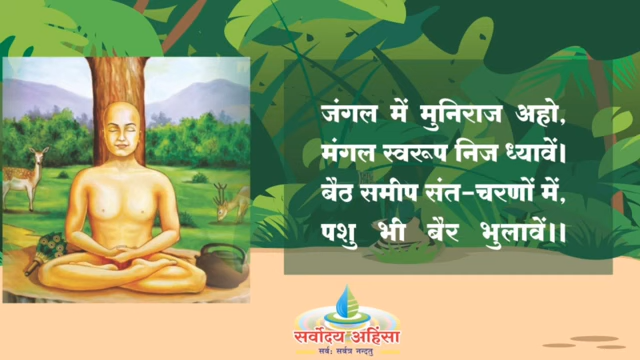 जंगल में मुनिराज अहो,
मंगल स्वरूप निज ध्यावें।
बैठ समीप संत-चरणों में,
पशु भी बैर भुलावें।।
सर्वोदय अहिंसा
सर्वः सर्वत्र नन्दतु